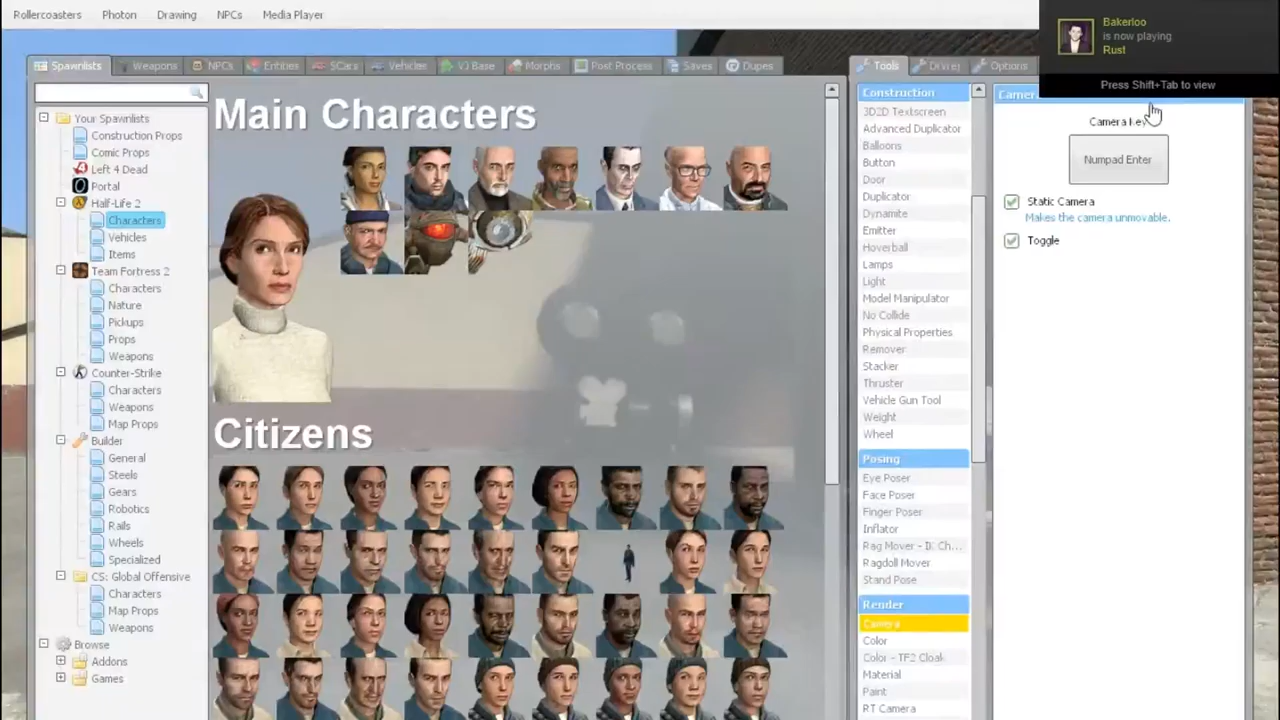 Rollercoasters Photon Drawing NPCs Media Player
Bakerloo
is now playing
Rust
Press Shift+Tab to view
Spawnlists Weapons NPCs Entities SCars Vehicles VJ Base Morphs Post Process Saves Dupes
Your Spawnlists
Construction Props
Comic Props
Left 4 Dead
Portal
Half-Life 2
Characters
Vehicles
Items
Team Fortress 2
Characters
Nature
Pickups
Props
Weapons
Counter-Strike
Characters
Weapons
Map Props
Builder
General
Steels
Gears
Robotics
Rails
Wheels
Specialized
CS: Global Offensive
Characters
Map Props
Weapons
Browse
Addons
Games
Main Characters
Citizens
Tools Options
Construction
3D2D Textscreen
Advanced Duplicator
Balloons
Button
Door
Duplicator
Dynamite
Emitter
Hoverball
Lamps
Light
Model Manipulator
No Collide
Physical Properties
Remover
Stacker
Thruster
Vehicle Gun Tool
Weight
Wheel
Posing
Eye Poser
Face Poser
Finger Poser
Inflator
Rag Mover - IK Ch...
Ragdoll Mover
Stand Pose
Render
Camera
Color
Color - TF2 Cloak
Material
Paint
RT Camera
Camera Key
Numpad Enter
Static Camera
Makes the camera unmovable.
Toggle